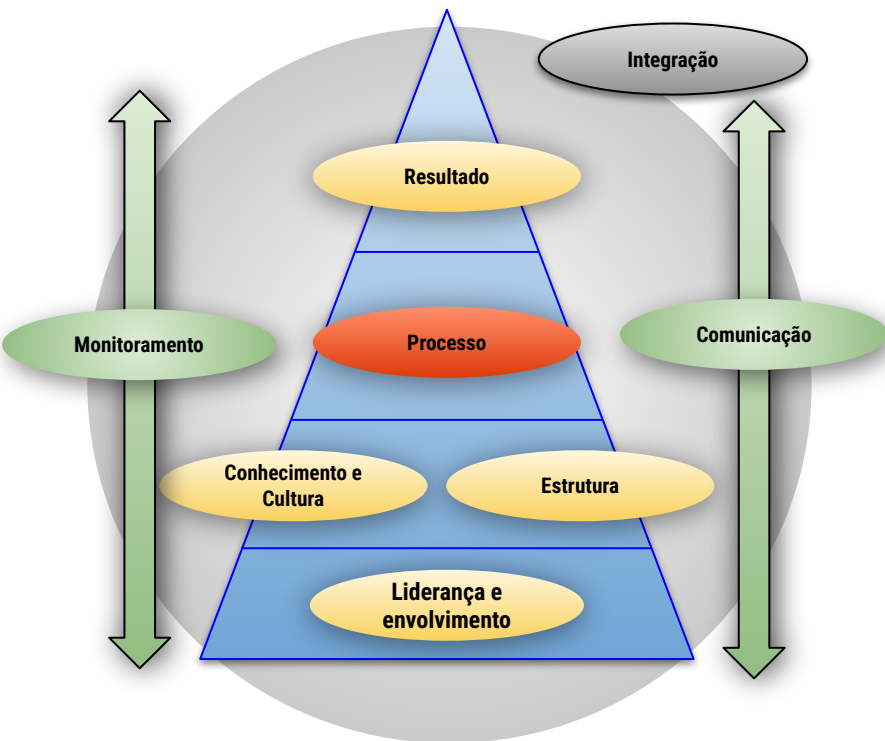 Integração
Resultado
Monitoramento
Processo
Comunicação
Conhecimento e
Cultura
Estrutura
Liderança e
envolvimento